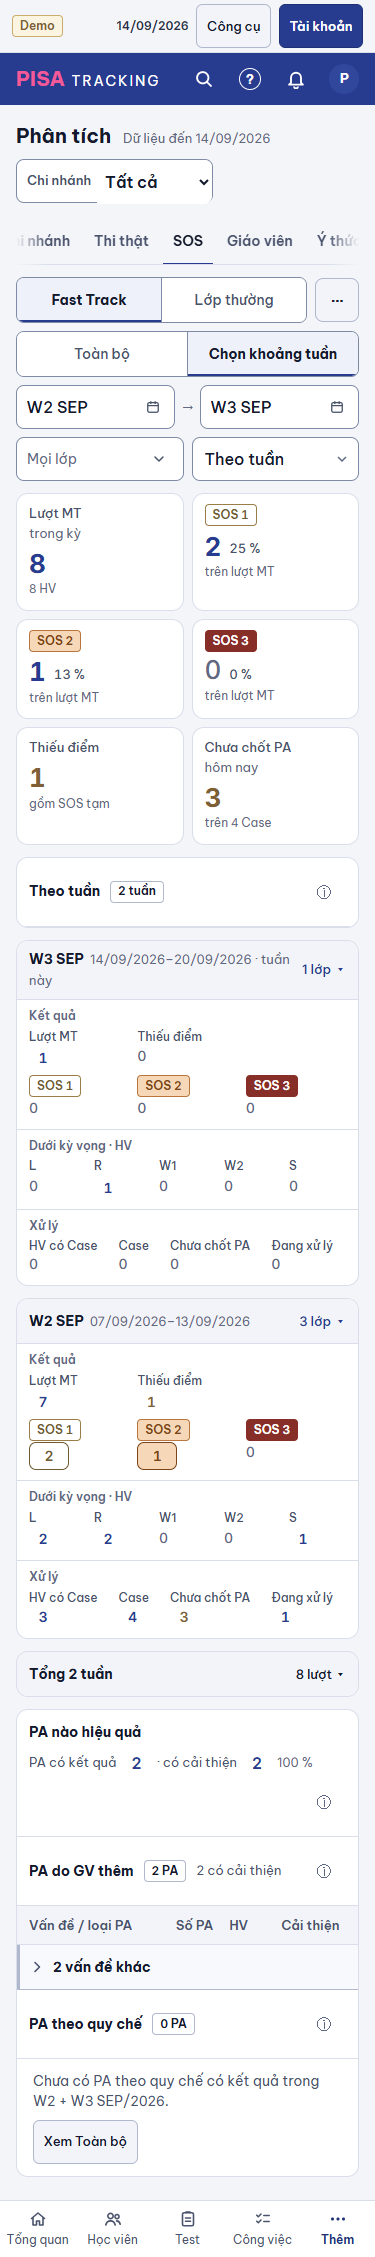 Demo 14/09/2026 Công cụ Tài khoản
PISA TRACKING ? P
Phân tích Dữ liệu đến 14/09/2026
Chi nhánh Tất cả
i nhánh Thi thật SOS Giáo viên Ý thức
Fast Track Lớp thường ...
Toàn bộ Chọn khoảng tuần
W2 SEP → W3 SEP
Mọi lớp Theo tuần
Lượt MT
trong kỳ
8
8 HV
SOS 1
2 25 %
trên lượt MT
SOS 2
1 13 %
trên lượt MT
SOS 3
0 0 %
trên lượt MT
Thiếu điểm
1
gồm SOS tạm
Chưa chốt PA
hôm nay
3
trên 4 Case
Theo tuần 2 tuần
W3 SEP 14/09/2026–20/09/2026 · tuần này 1 lớp
Kết quả
Lượt MT Thiếu điểm
1 0
SOS 1 SOS 2 SOS 3
0 0 0
Dưới kỳ vọng · HV
L R W1 W2 S
0 1 0 0 0
Xử lý
HV có Case Case Chưa chốt PA Đang xử lý
0 0 0 0
W2 SEP 07/09/2026–13/09/2026 3 lớp
Kết quả
Lượt MT Thiếu điểm
7 1
SOS 1 SOS 2 SOS 3
2 1 0
Dưới kỳ vọng · HV
L R W1 W2 S
2 2 0 0 1
Xử lý
HV có Case Case Chưa chốt PA Đang xử lý
3 4 3 1
Tổng 2 tuần 8 lượt
PA nào hiệu quả
PA có kết quả 2 · có cải thiện 2 100 %
PA do GV thêm 2 PA 2 có cải thiện
Vấn đề / loại PA Số PA HV Cải thiện
2 vấn đề khác
PA theo quy chế 0 PA
Chưa có PA theo quy chế có kết quả trong
W2 + W3 SEP/2026.
Xem Toàn bộ
Tổng quan Học viên Test Công việc Thêm